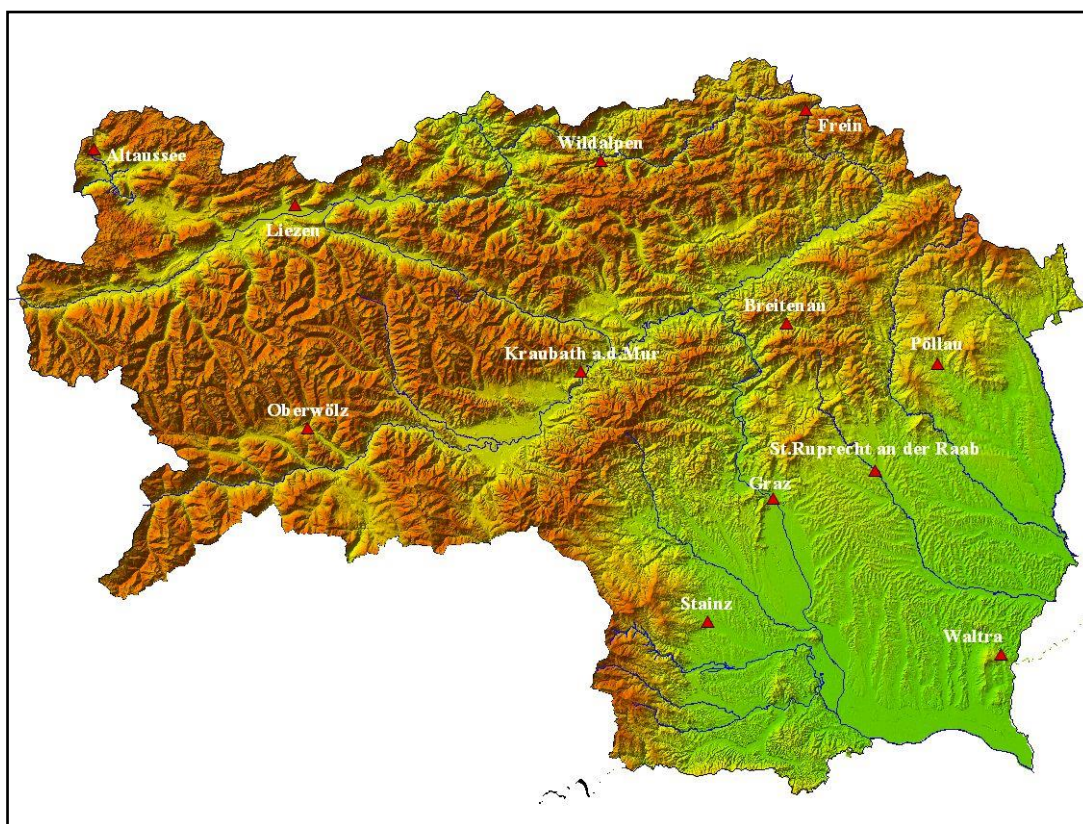 Frein
Wildalpen
Altaussee
Liezen
Breitenau
Kraubath a.d.Mur
Pöllau
Oberwölz
St.Ruprecht an der Raab
Graz
Stainz
Waltra